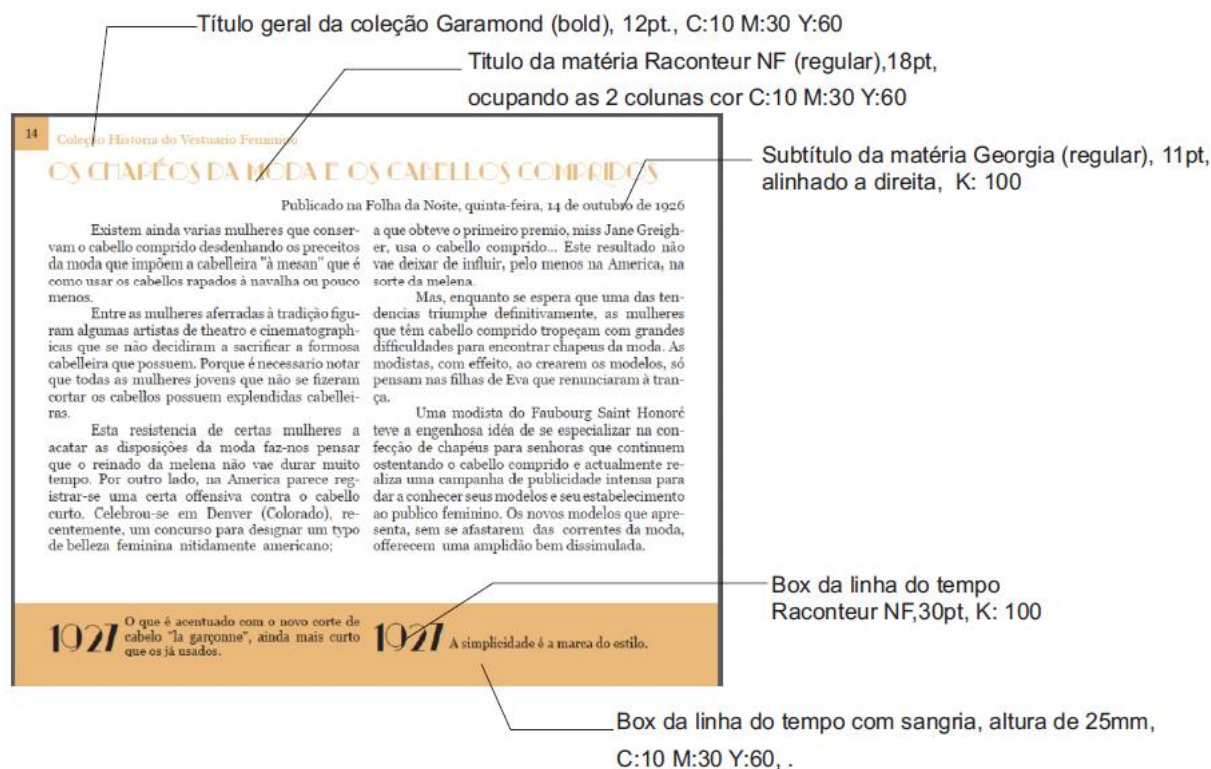 Título geral da coleção Garamond (bold), 12pt., C:10 M:30 Y:60
Titulo da matéria Raconteur NF (regular),18pt,
ocupando as 2 colunas cor C:10 M:30 Y:60
14
Coleção Historia do Vestuario Feminino
OS CHAPÉOS DA MODA E OS CABELLOS COMPRIDOS
Subtítulo da matéria Georgia (regular), 11pt,
alinhado a direita, K: 100
Publicado na Folha da Noite, quinta-feira, 14 de outubro de 1926
Existem ainda varias mulheres que conser-
vam o cabello comprido desdenhando os preceitos
da moda que impõem a cabelleira "à mesan" que é
como usar os cabellos rapados à navalha ou pouco
menos.
Entre as mulheres aferradas à tradição figu-
ram algumas artistas de theatro e cinematograph-
icas que se não decidiram a sacrificar a formosa
cabelleira que possuem. Porque é necessario notar
que todas as mulheres jovens que não se fizeram
cortar os cabellos possuem explendidas cabellei-
ras.
Esta resistencia de certas mulheres a
acatar as disposições da moda faz-nos pensar
que o reinado da melena não vae durar muito
tempo. Por outro lado, na America parece reg-
istrar-se uma certa offensiva contra o cabello
curto. Celebrou-se em Denver (Colorado), re-
centemente, um concurso para designar um typo
de belleza feminina nitidamente americano;
a que obteve o primeiro premio, miss Jane Greigh-
er, usa o cabello comprido... Este resultado não
vae deixar de influir, pelo menos na America, na
sorte da melena.
Mas, enquanto se espera que uma das ten-
dencias triumphe definitivamente, as mulheres
que têm cabello comprido tropeçam com grandes
difficuldades para encontrar chapeus da moda. As
modistas, com effeito, ao crearem os modelos, só
pensam nas filhas de Eva que renunciaram à tran-
ça.
Uma modista do Faubourg Saint Honoré
teve a engenhosa idéa de se especializar na con-
fecção de chapéus para senhoras que continuem
ostentando o cabello comprido e actualmente re-
aliza uma campanha de publicidade intensa para
dar a conhecer seus modelos e seu estabelecimento
ao publico feminino. Os novos modelos que apre-
senta, sem se afastarem das correntes da moda,
offerecem uma amplidão bem dissimulada.
Box da linha do tempo
Raconteur NF,30pt, K: 100
1927
O que é acentuado com o novo corte de
cabelo "la garçonne", ainda mais curto
que os já usados.
1927
A simplicidade é a marca do estilo.
Box da linha do tempo com sangria, altura de 25mm,
C:10 M:30 Y:60, .